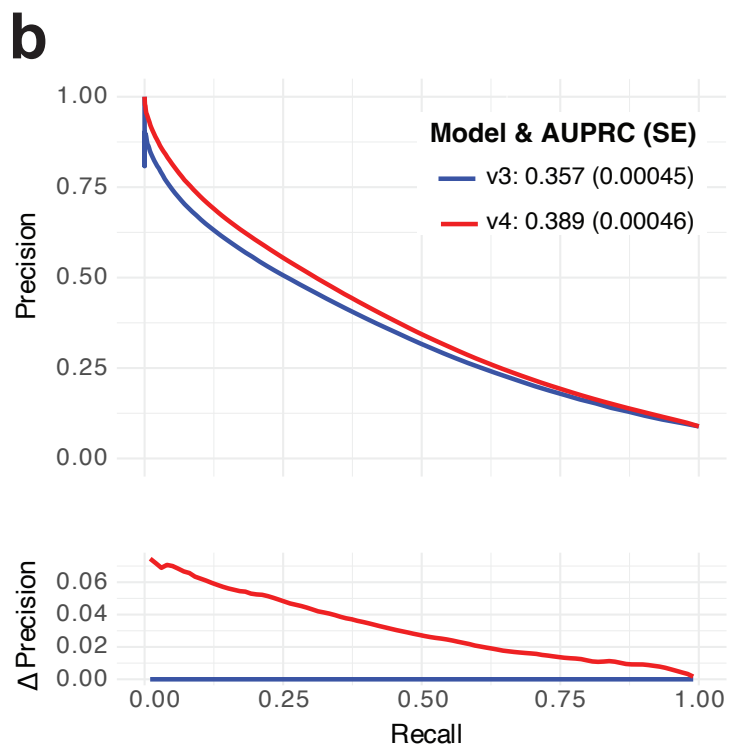 b
1.00
0.75
0.50
0.25
0.00
Precision
Model & AUPRC (SE)
v3: 0.357 (0.00045)
v4: 0.389 (0.00046)
0.06
0.04
0.02
0.00
Δ Precision
0.00 0.25 0.50 0.75 1.00
Recall